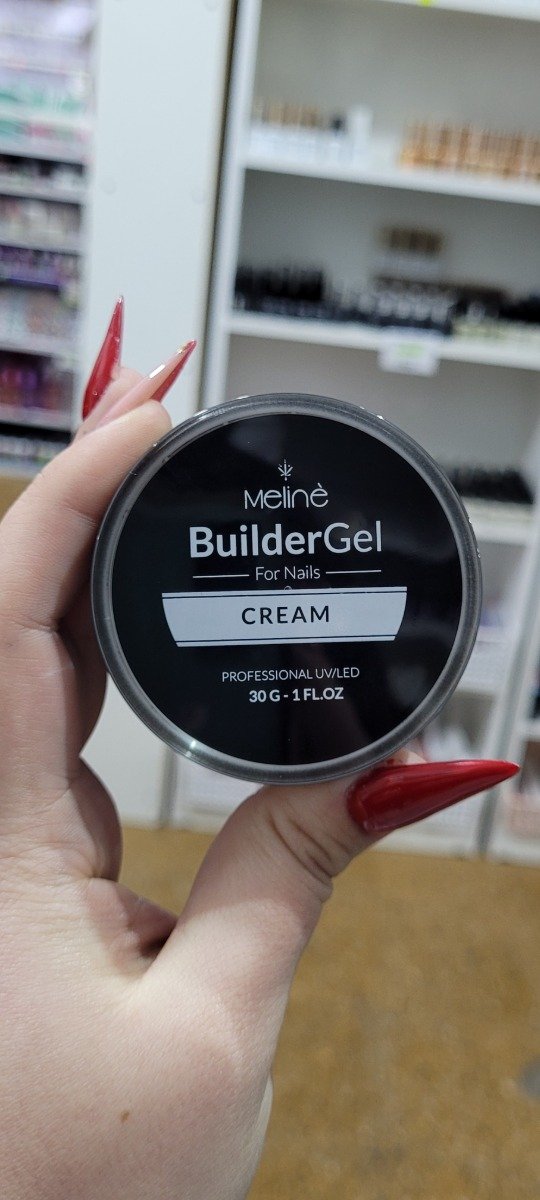 Melinè
BuilderGel
For Nails
CREAM
PROFESSIONAL UV/LED
30 G - 1 FL.OZ